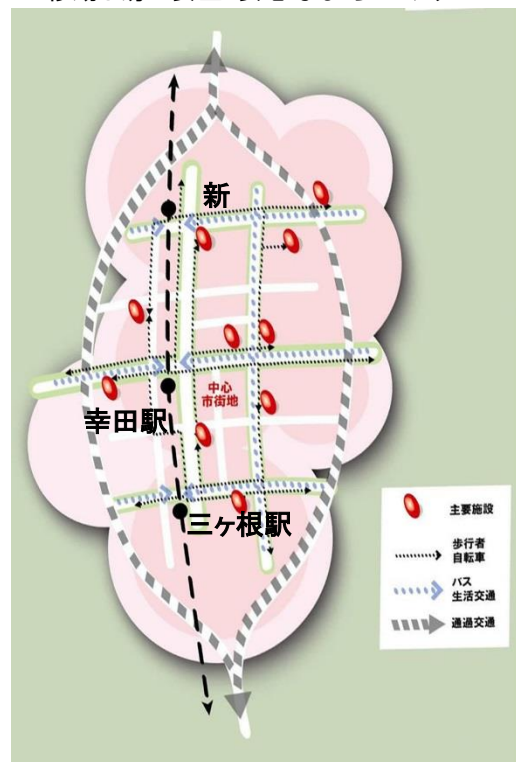 新
中心
市街地
幸田駅
三ヶ根駅
主要施設
歩行者
自転車
バス
生活交通
通過交通